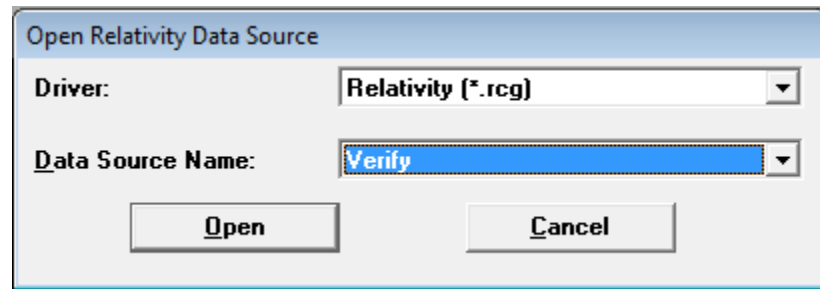 Open Relativity Data Source
Driver: Relativity (*.rcg)
Data Source Name: Verify
Open Cancel